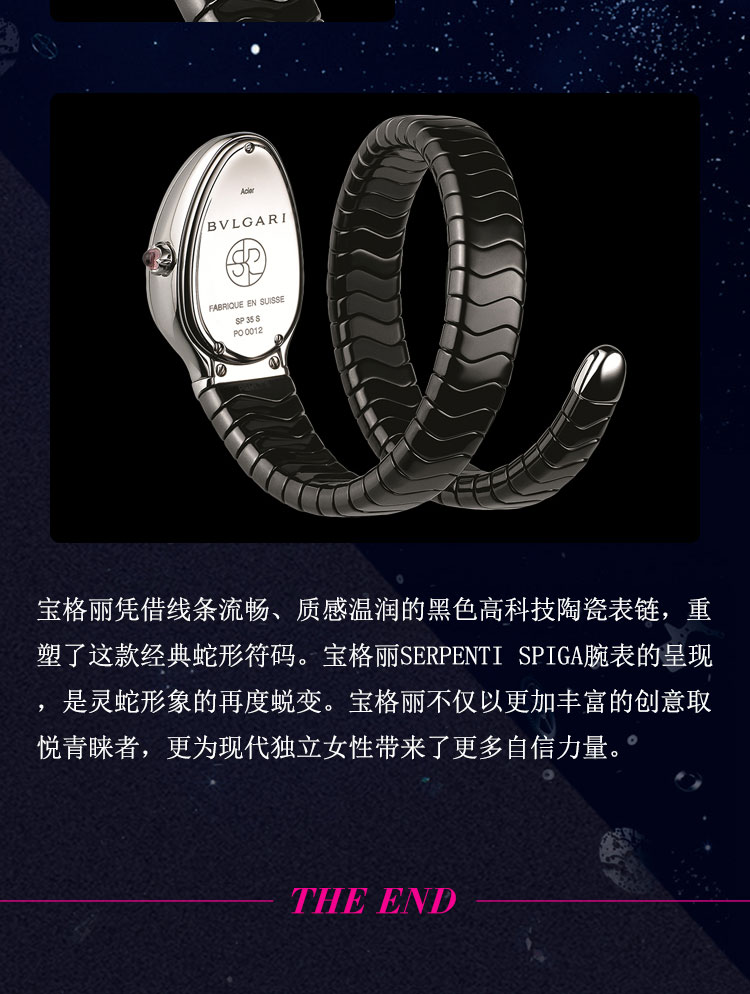 Acier
BVLGARI
FABRIQUE EN SUISSE
SP 35 S
PO 0012
宝格丽凭借线条流畅、质感温润的黑色高科技陶瓷表链，重
塑了这款经典蛇形符码。宝格丽SERPENTI SPIGA腕表的呈现
，是灵蛇形象的再度蜕变。宝格丽不仅以更加丰富的创意取
悦青睐者，更为现代独立女性带来了更多自信力量。
THE END